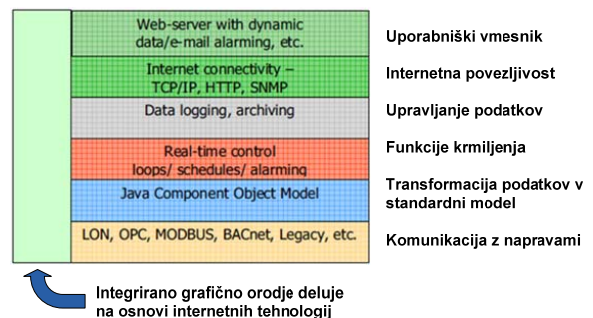 Web-server with dynamic
data/e-mail alarming, etc.
Uporabniški vmesnik
Internet connectivity –
TCP/IP, HTTP, SNMP
Internetna povezljivost
Data logging, archiving
Upravljanje podatkov
Real-time control
loops/ schedules/ alarming
Funkcije krmiljenja
Java Component Object Model
Transformacija podatkov v
standardni model
LON, OPC, MODBUS, BACnet, Legacy, etc.
Komunikacija z napravami
Integrirano grafično orodje deluje
na osnovi internetnih tehnologij